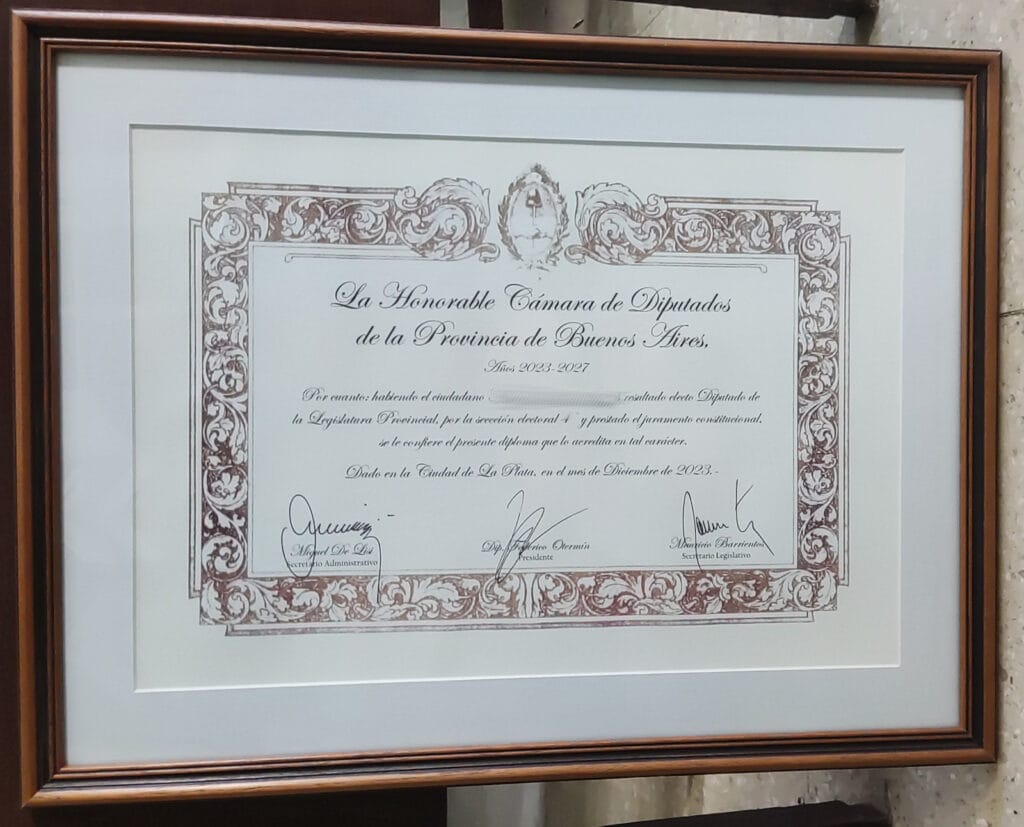 La Honorable Cámara de Diputados
de la Provincia de Buenos Aires,
Años 2023-2027
Por cuanto: habiendo el ciudadano resultado electo Diputado de
la Legislatura Provincial, por la sección electoral y prestado el juramento constitucional,
se le confiere el presente diploma que lo acredita en tal carácter.
Dado en la Ciudad de La Plata, en el mes de Diciembre de 2023.-
Miguel De Lisi
Secretario Administrativo
Dip. Federico Otermín
Presidente
Mauricio Barrientos
Secretario Legislativo